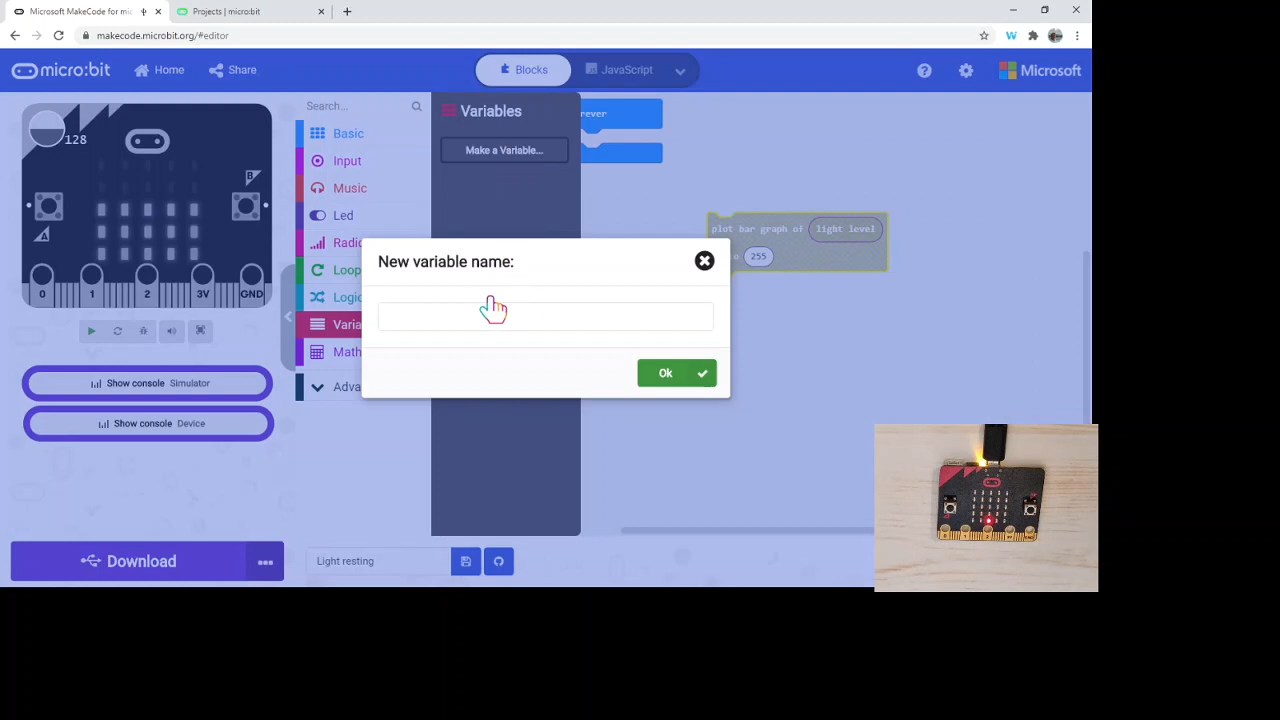 Microsoft MakeCode for mic
Projects | micro:bit
makecode.microbit.org/#editor
micro:bit
Home
Share
Blocks
JavaScript
Microsoft
128
A
B
0
1
2
3V
GND
Show console Simulator
Show console Device
Download
Search...
Basic
Input
Music
Led
Radio
Loop
Logic
Varia
Math
Adva
Variables
Make a Variable...
rever
plot bar graph of light level
o 255
New variable name:
Ok
Light resting